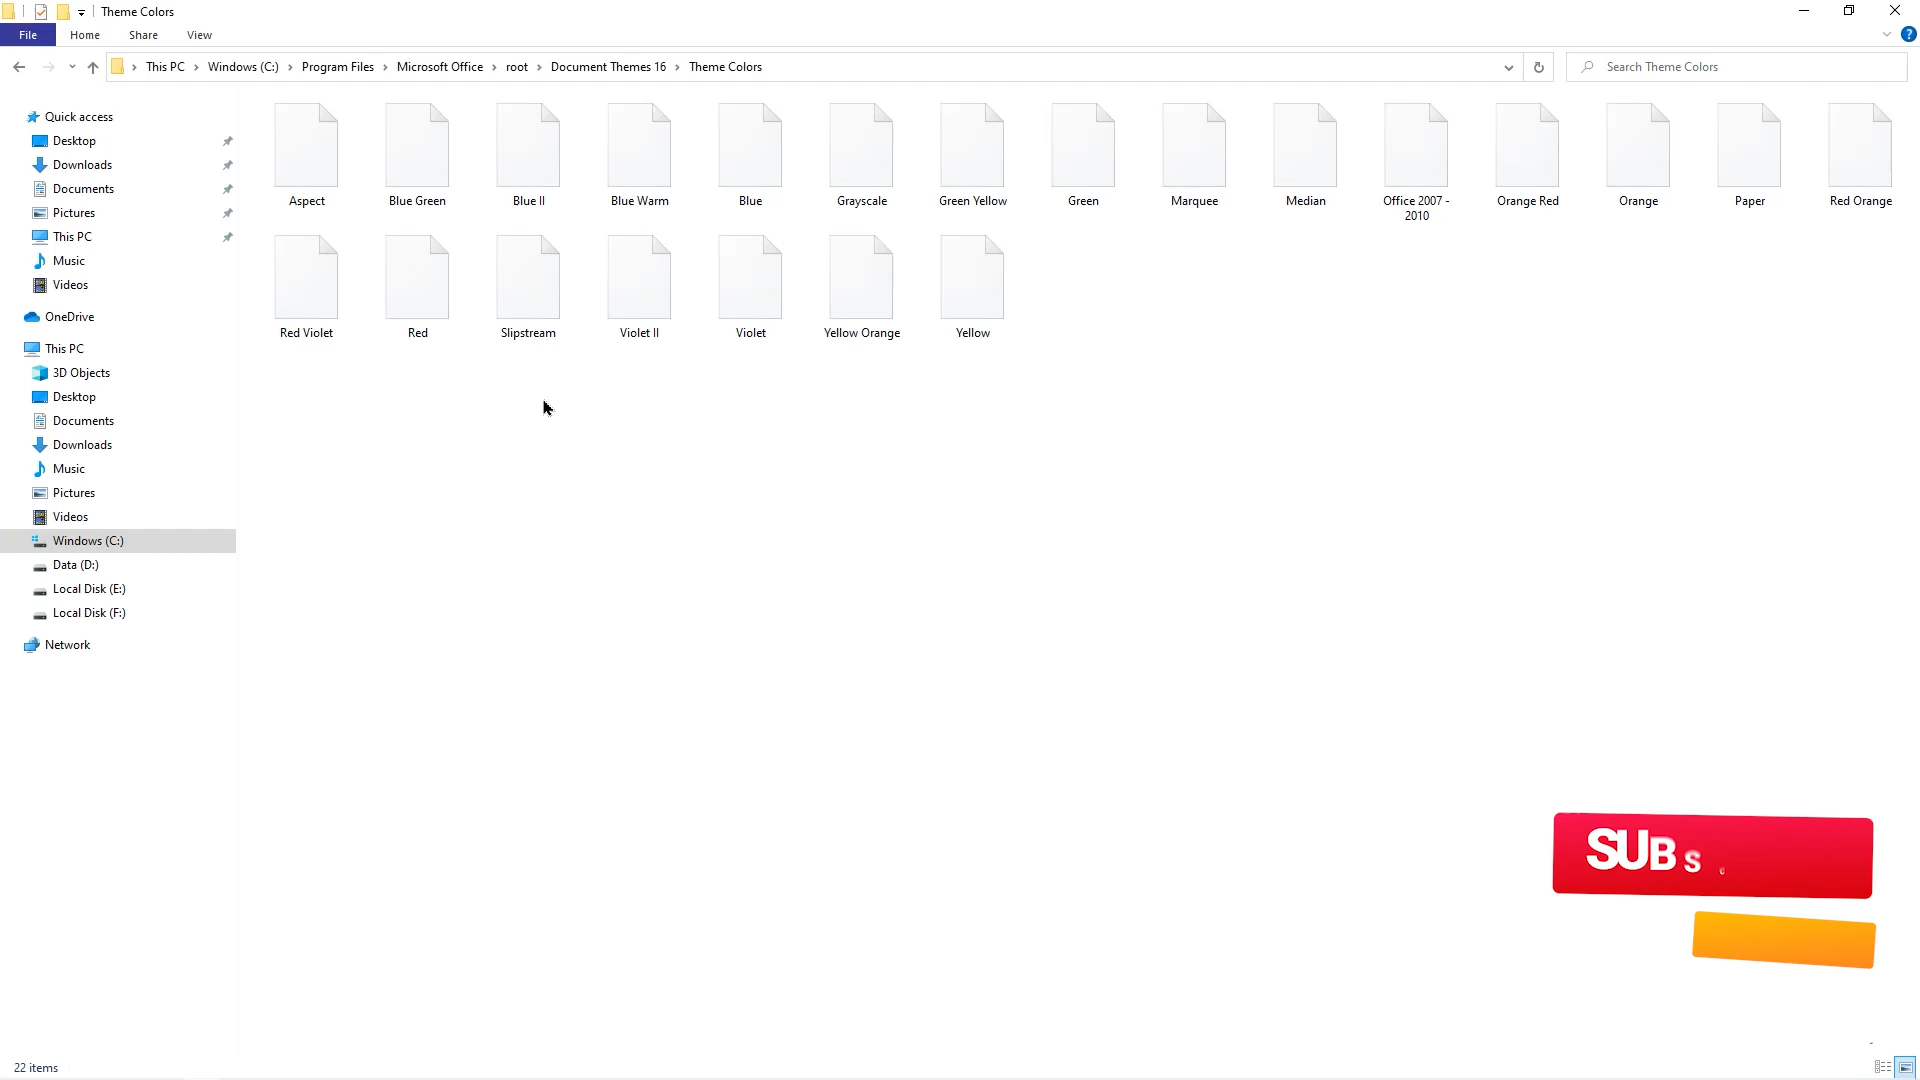 Theme Colors
File Home Share View
This PC Windows (C:) Program Files Microsoft Office root Document Themes 16 Theme Colors
Search Theme Colors
Quick access
Desktop
Downloads
Documents
Pictures
This PC
Music
Videos
OneDrive
This PC
3D Objects
Desktop
Documents
Downloads
Music
Pictures
Videos
Windows (C:)
Data (D:)
Local Disk (E:)
Local Disk (F:)
Network
Aspect Blue Green Blue II Blue Warm Blue Grayscale Green Yellow Green Marquee Median Office 2007 - Orange Red Orange Paper Red Orange
2010
Red Violet Red Slipstream Violet II Violet Yellow Orange Yellow
SUBS
22 items